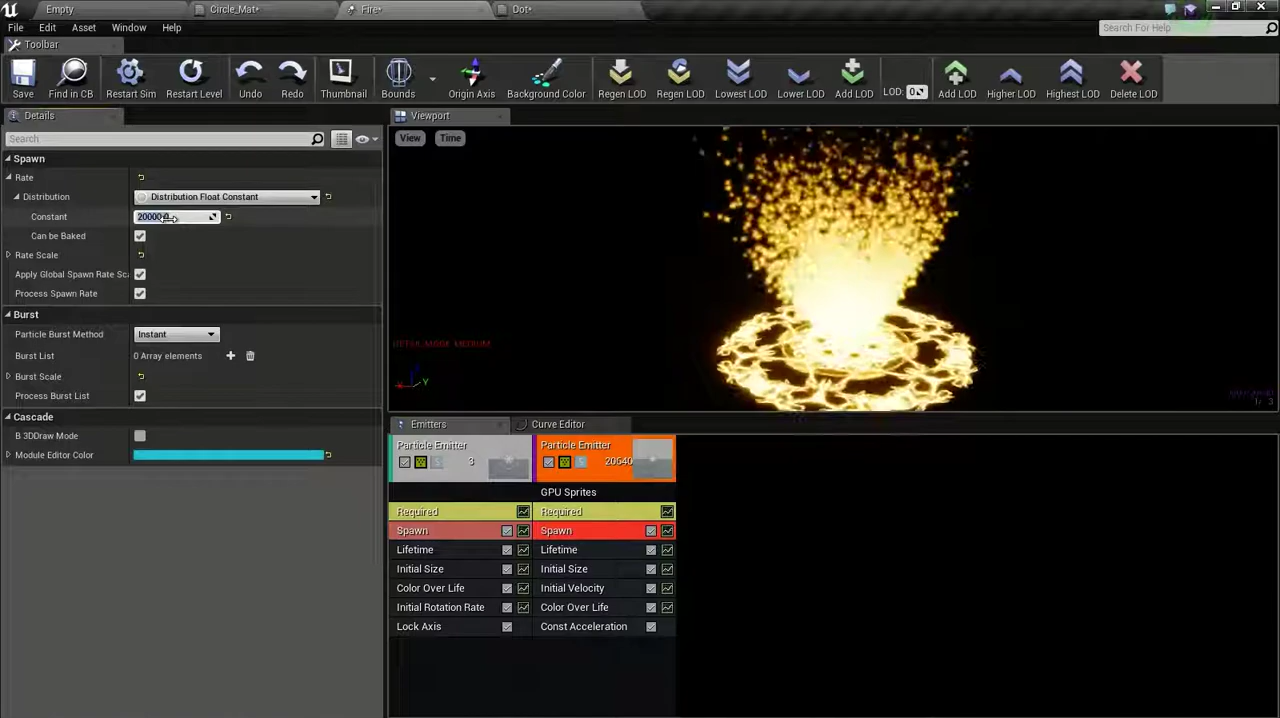 Empty
Circle_Mat*
Fire*
Dot*
File Edit Asset Window Help
Search For Help
Toolbar
Save
Find in CB
Restart Sim
Restart Level
Undo
Redo
Thumbnail
Bounds
Origin Axis
Background Color
Regen LOD
Regen LOD
Lowest LOD
Lower LOD
Add LOD
LOD: 0
Add LOD
Higher LOD
Highest LOD
Delete LOD
Details
Search
Spawn
Rate
Distribution Distribution Float Constant
Constant
Can be Baked
Rate Scale
Apply Global Spawn Rate Sc
Process Spawn Rate
Burst
Particle Burst Method Instant
Burst List 0 Array elements
Burst Scale
Process Burst List
Cascade
B 3DDraw Mode
Module Editor Color
Viewport
View Time
Y
Emitters
Curve Editor
Particle Emitter
3
Required
Spawn
Lifetime
Initial Size
Color Over Life
Initial Rotation Rate
Lock Axis
Particle Emitter
20540
GPU Sprites
Required
Spawn
Lifetime
Initial Size
Initial Velocity
Color Over Life
Const Acceleration